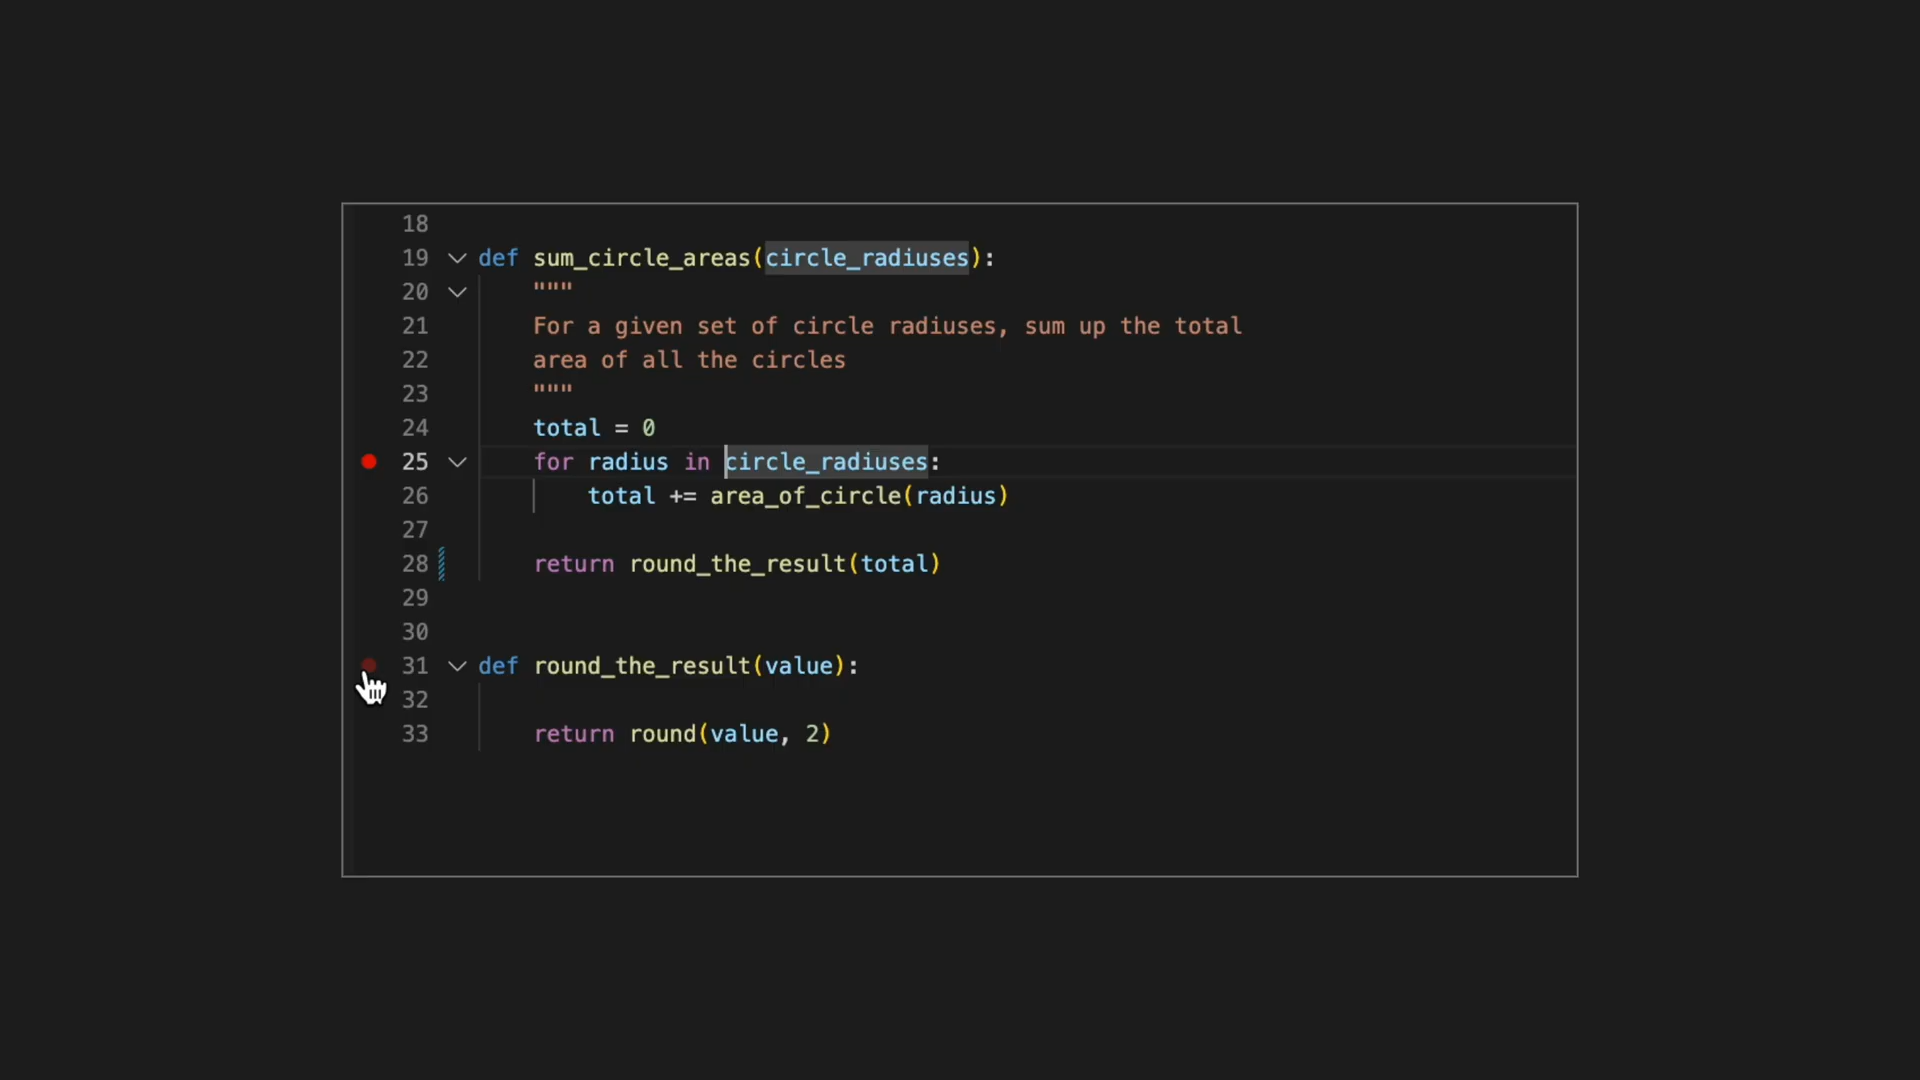 18
19 def sum_circle_areas(circle_radiuses):
20 """
21 For a given set of circle radiuses, sum up the total
22 area of all the circles
23 """
24 total = 0
25 for radius in circle_radiuses:
26 total += area_of_circle(radius)
27
28 return round_the_result(total)
29
30
31 def round_the_result(value):
32
33 return round(value, 2)